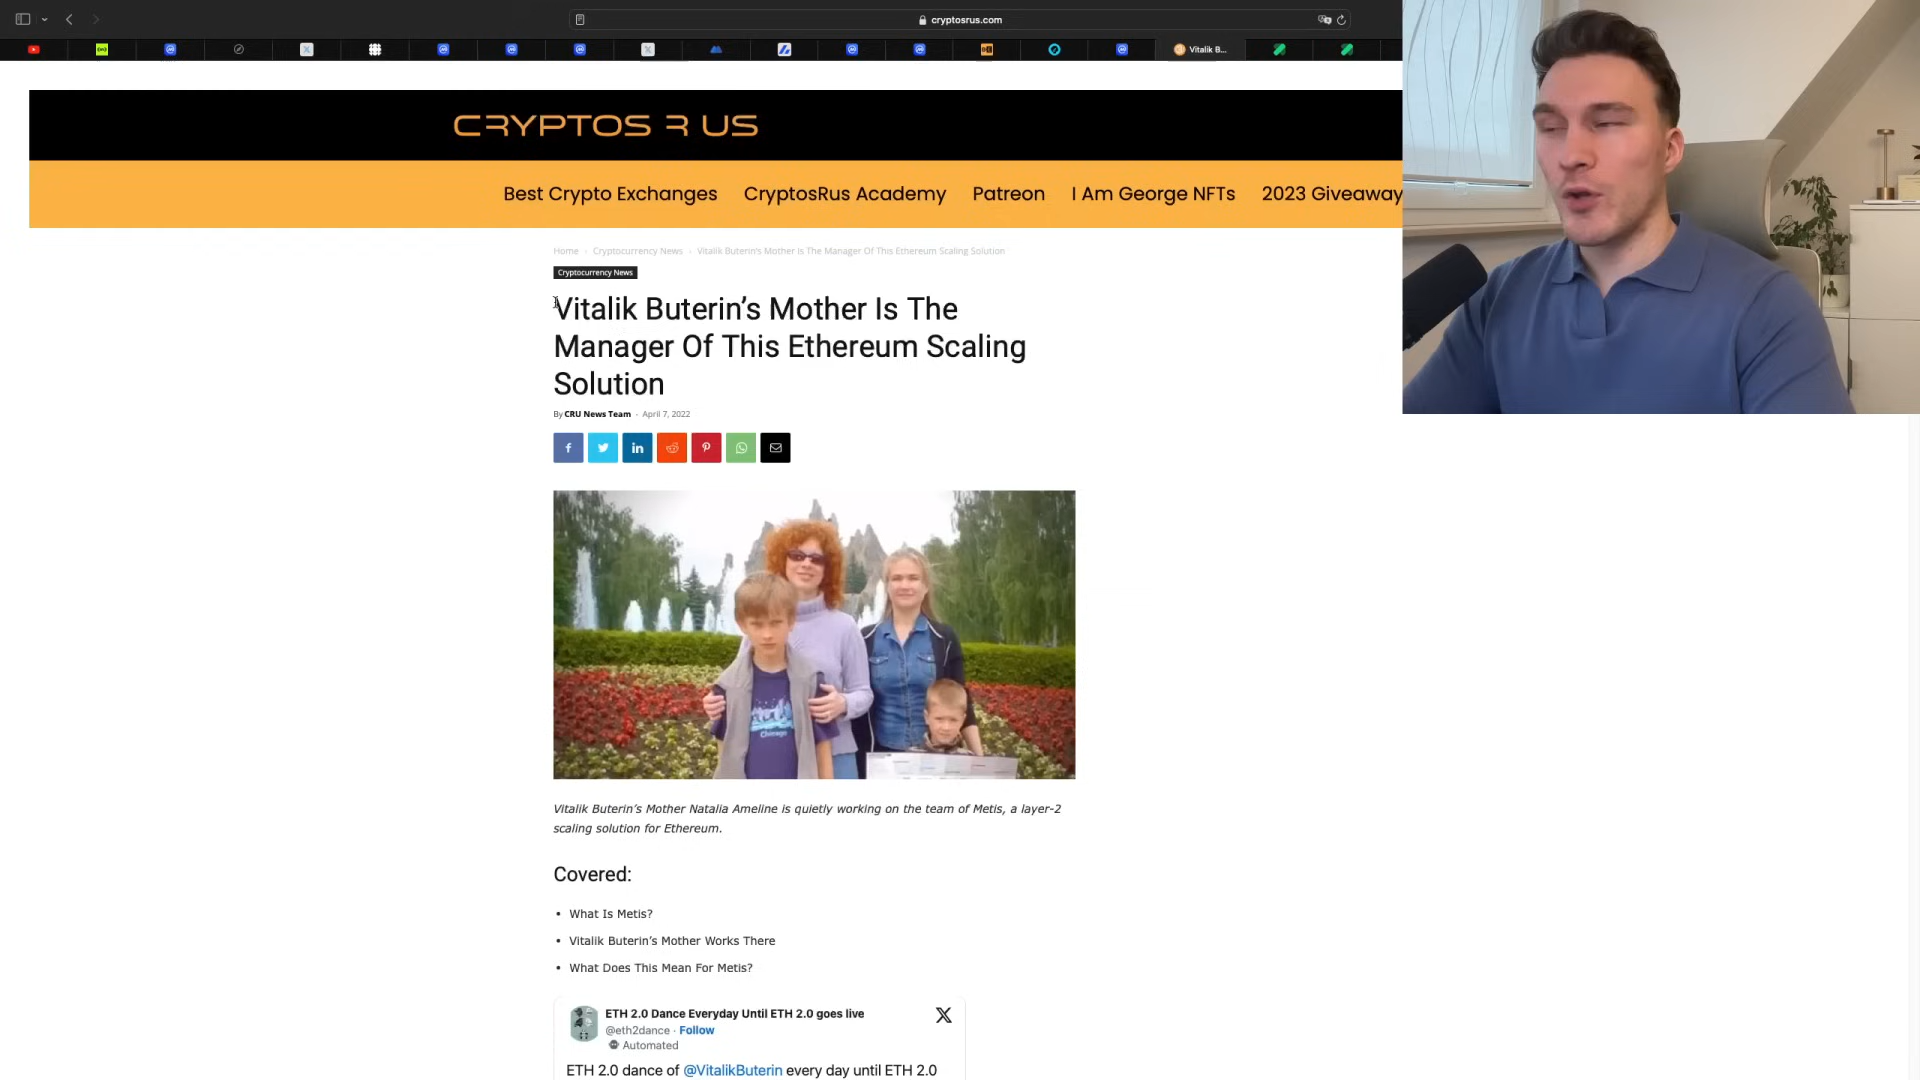 cryptosrus.com
Vitalik B...
CRYPTOS R US
Best Crypto Exchanges CryptosRus Academy Patreon I Am George NFTs 2023 Giveaway
Home › Cryptocurrency News › Vitalik Buterin's Mother Is The Manager Of This Ethereum Scaling Solution
Cryptocurrency News
Vitalik Buterin’s Mother Is The
Manager Of This Ethereum Scaling
Solution
By CRU News Team - April 7, 2022
Chicago
Vitalik Buterin’s Mother Natalia Ameline is quietly working on the team of Metis, a layer-2
scaling solution for Ethereum.
Covered:
• What Is Metis?
• Vitalik Buterin’s Mother Works There
• What Does This Mean For Metis?
ETH 2.0 Dance Everyday Until ETH 2.0 goes live
@eth2dance · Follow
Automated
ETH 2.0 dance of @VitalikButerin every day until ETH 2.0